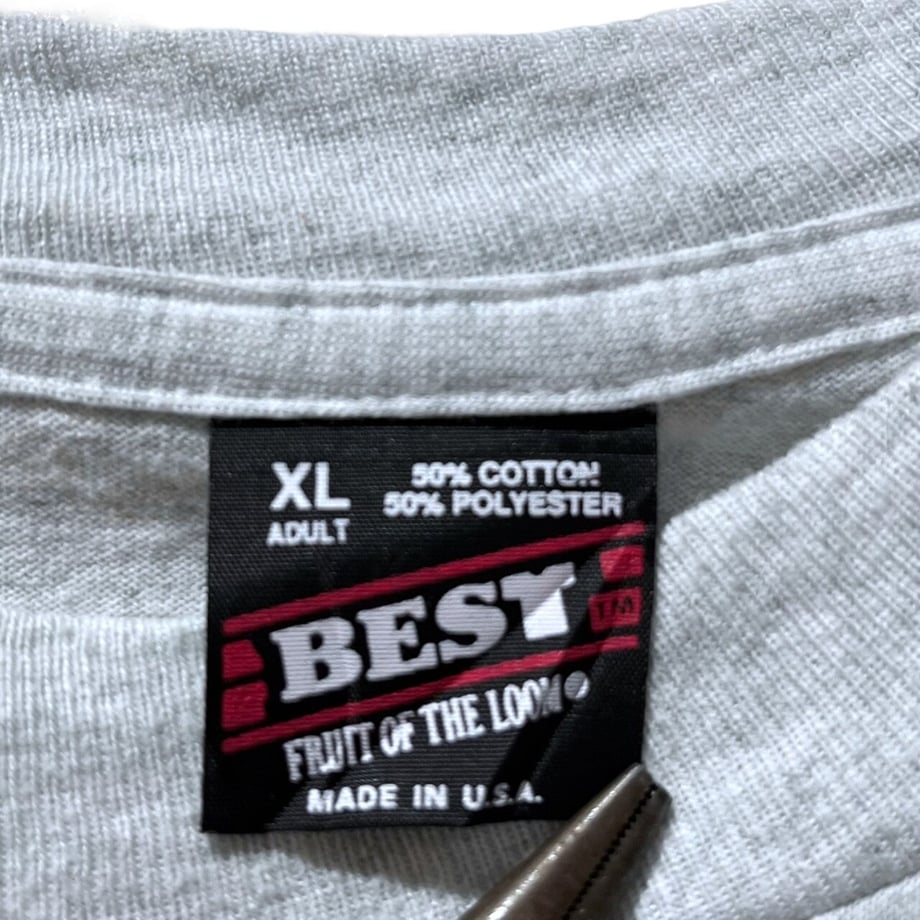 XL
ADULT
50% COTTON
50% POLYESTER
BEST TM
FRUIT OF THE LOOM®
MADE IN U.S.A.